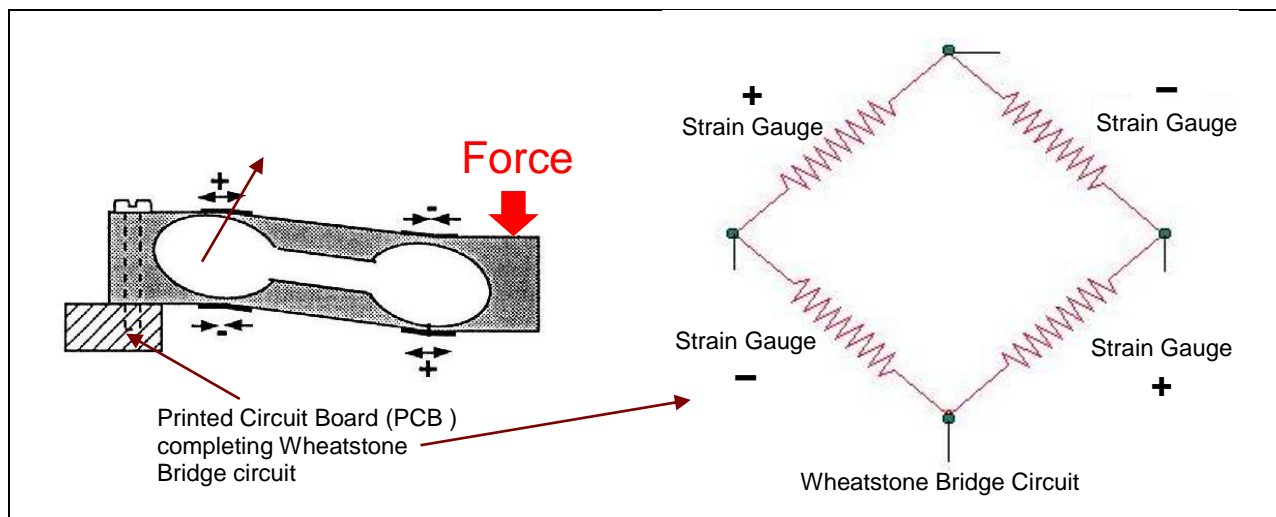 Force
+
-
-
+
Printed Circuit Board (PCB )
completing Wheatstone
Bridge circuit
+
Strain Gauge
−
Strain Gauge
Strain Gauge
−
Strain Gauge
+
Wheatstone Bridge Circuit